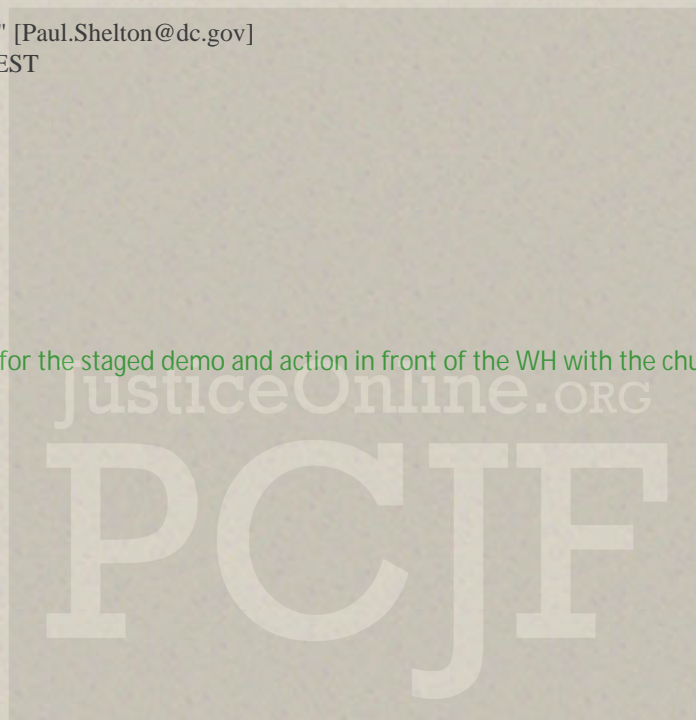 " [Paul.Shelton@dc.gov]
EST
for the staged demo and action in front of the WH with the chu
JusticeOnline.ORG
PCJF